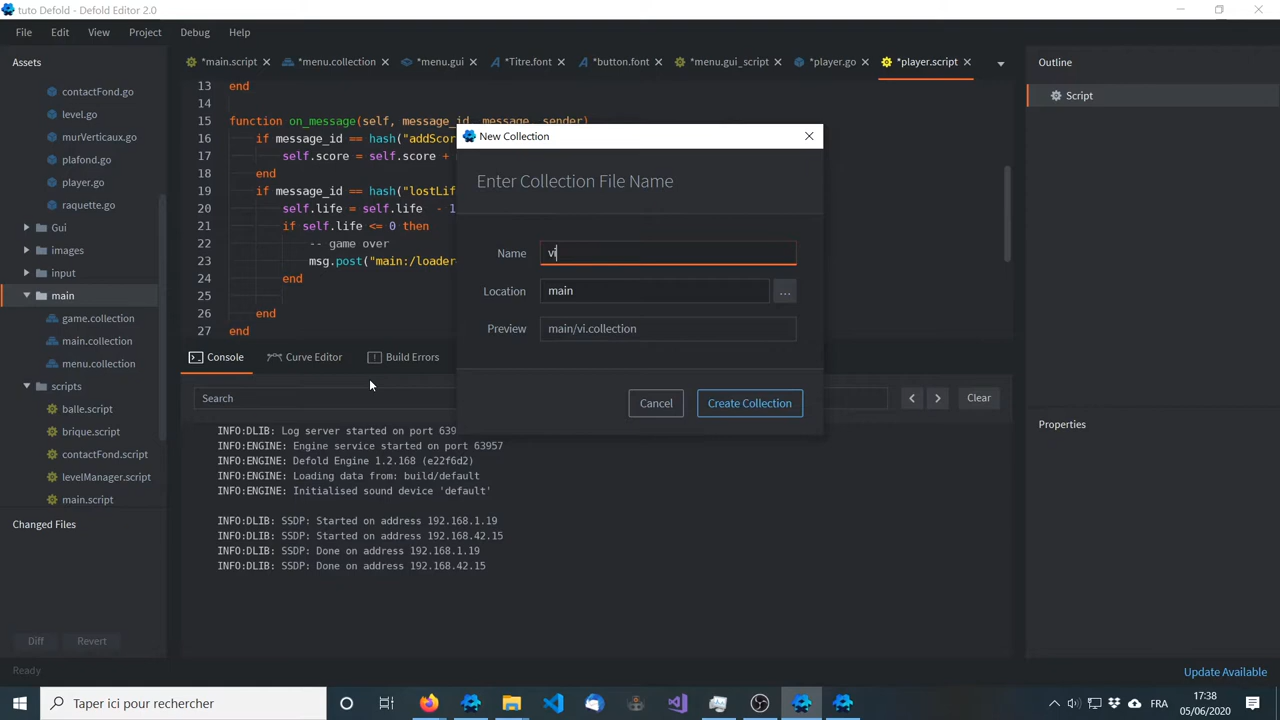 tuto Defold - Defold Editor 2.0
File Edit View Project Debug Help
Assets
contactFond.go
level.go
murVerticaux.go
plafond.go
player.go
raquette.go
Gui
images
input
main
game.collection
main.collection
menu.collection
scripts
balle.script
brique.script
contactFond.script
levelManager.script
main.script
Changed Files
Diff Revert
Ready
*main.script *menu.collection *menu.gui *Titre.font *button.font *menu.gui_script *player.go *player.script
13 end
14
15 function on_message(self, message_id, message, sender)
16 if message_id == hash("addScor
17 self.score = self.score +
18 end
19 if message_id == hash("lostLif
20 self.life = self.life - 1
21 if self.life <= 0 then
22 -- game over
23 msg.post("main:/loader
24 end
25
26 end
27 end
New Collection
Enter Collection File Name
Name vi
Location main ...
Preview main/vi.collection
Cancel Create Collection
Console Curve Editor Build Errors
Search Clear
INFO:DLIB: Log server started on port 639
INFO:ENGINE: Engine service started on port 63957
INFO:ENGINE: Defold Engine 1.2.168 (e22f6d2)
INFO:ENGINE: Loading data from: build/default
INFO:ENGINE: Initialised sound device 'default'
INFO:DLIB: SSDP: Started on address 192.168.1.19
INFO:DLIB: SSDP: Started on address 192.168.42.15
INFO:DLIB: SSDP: Done on address 192.168.1.19
INFO:DLIB: SSDP: Done on address 192.168.42.15
Outline
Script
Properties
Update Available
Taper ici pour rechercher
FRA
17:38
05/06/2020